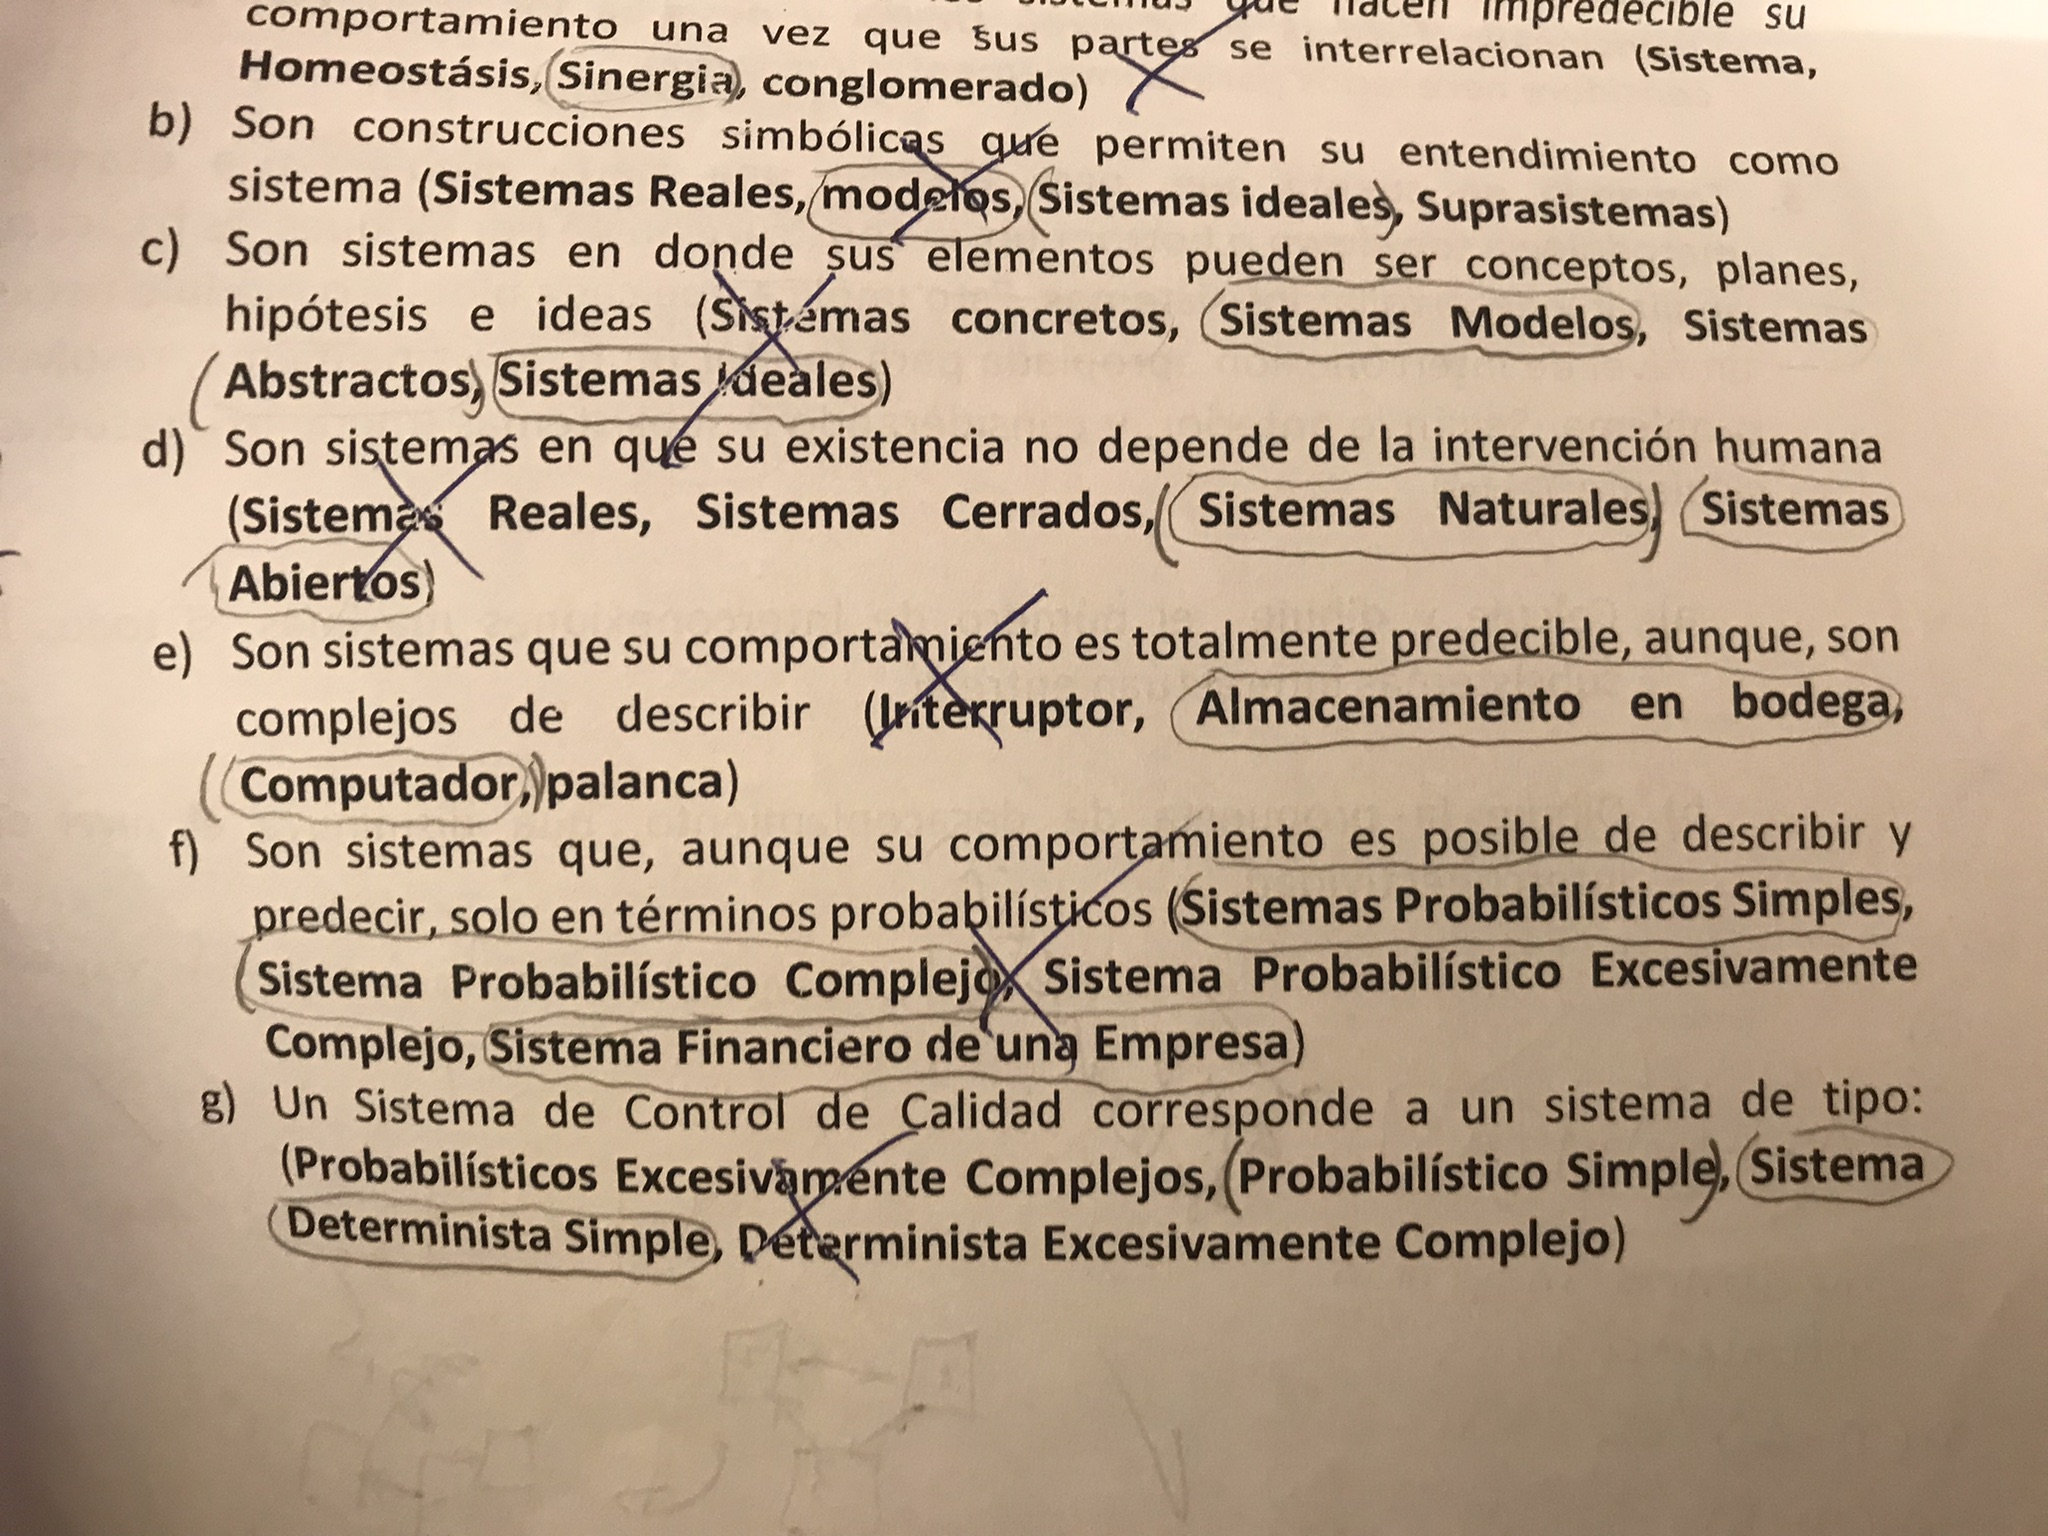 sistemas que hacen impredecible su
comportamiento una vez que sus partes se interrelacionan (Sistema,
Homeostásis, Sinergia, conglomerado)
b) Son construcciones simbólicas que permiten su entendimiento como
sistema (Sistemas Reales, modelos, Sistemas ideales, Suprasistemas)
c) Son sistemas en donde sus elementos pueden ser conceptos, planes,
hipótesis e ideas (Sistemas concretos, Sistemas Modelos, Sistemas
Abstractos, Sistemas Ideales)
d) Son sistemas en que su existencia no depende de la intervención humana
(Sistemas Reales, Sistemas Cerrados, Sistemas Naturales, Sistemas
Abiertos)
e) Son sistemas que su comportamiento es totalmente predecible, aunque, son
complejos de describir (Interruptor, Almacenamiento en bodega,
Computador, palanca)
f) Son sistemas que, aunque su comportamiento es posible de describir y
predecir, solo en términos probabilísticos (Sistemas Probabilísticos Simples,
Sistema Probabilístico Complejo, Sistema Probabilístico Excesivamente
Complejo, Sistema Financiero de una Empresa)
g) Un Sistema de Control de Calidad corresponde a un sistema de tipo:
(Probabilísticos Excesivamente Complejos, Probabilístico Simple, Sistema
Determinista Simple, Determinista Excesivamente Complejo)